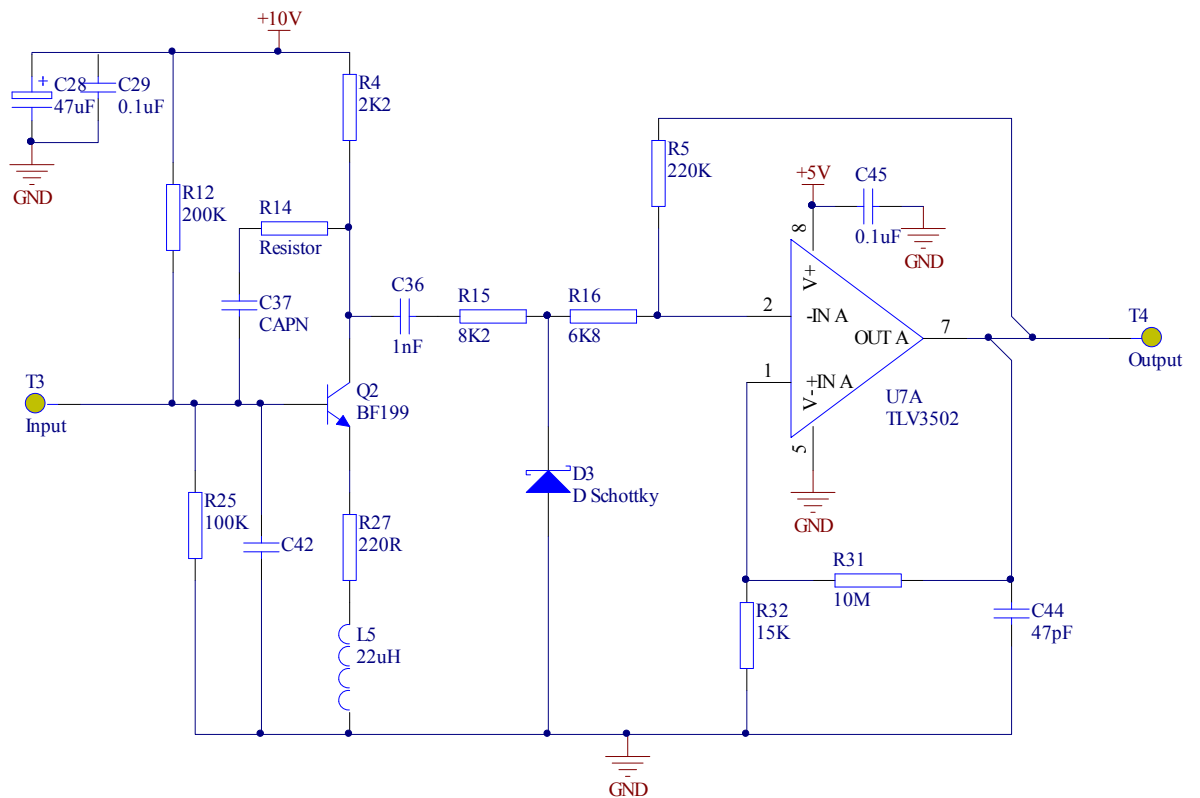 +10V
C28
47uF
C29
0.1uF
GND
R4
2K2
R12
200K
R14
Resistor
C37
CAPN
C36
1nF
R15
8K2
R16
6K8
R5
220K
+5V
C45
0.1uF
GND
8
V+
2
-IN A
OUT A
7
1
+IN A
V-
5
U7A
TLV3502
GND
T4
Output
T3
Input
Q2
BF199
D3
D Schottky
R25
100K
C42
R27
220R
L5
22uH
R31
10M
R32
15K
C44
47pF
GND